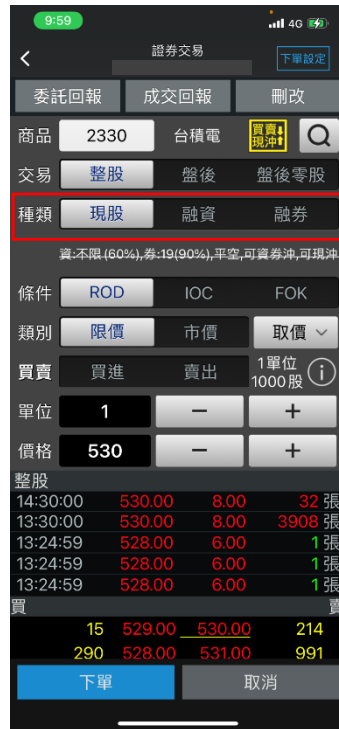 9:59 4G
證券交易
下單設定
委託回報 成交回報 刪改
商品 2330 台積電 買賣現沖
交易 整股 盤後 盤後零股
種類 現股 融資 融券
資:不限(60%),券:19(90%),平空,可資券沖,可現沖
條件 ROD IOC FOK
類別 限價 市價 取價
買賣 買進 賣出 1單位 1000股 i
單位 1 − +
價格 530 − +
整股
14:30:00 530.00 8.00 32張
13:30:00 530.00 8.00 3908張
13:24:59 528.00 6.00 1張
13:24:59 528.00 6.00 1張
13:24:59 528.00 6.00 1張
買 賣
15 529.00 530.00 214
290 528.00 531.00 991
下單 取消